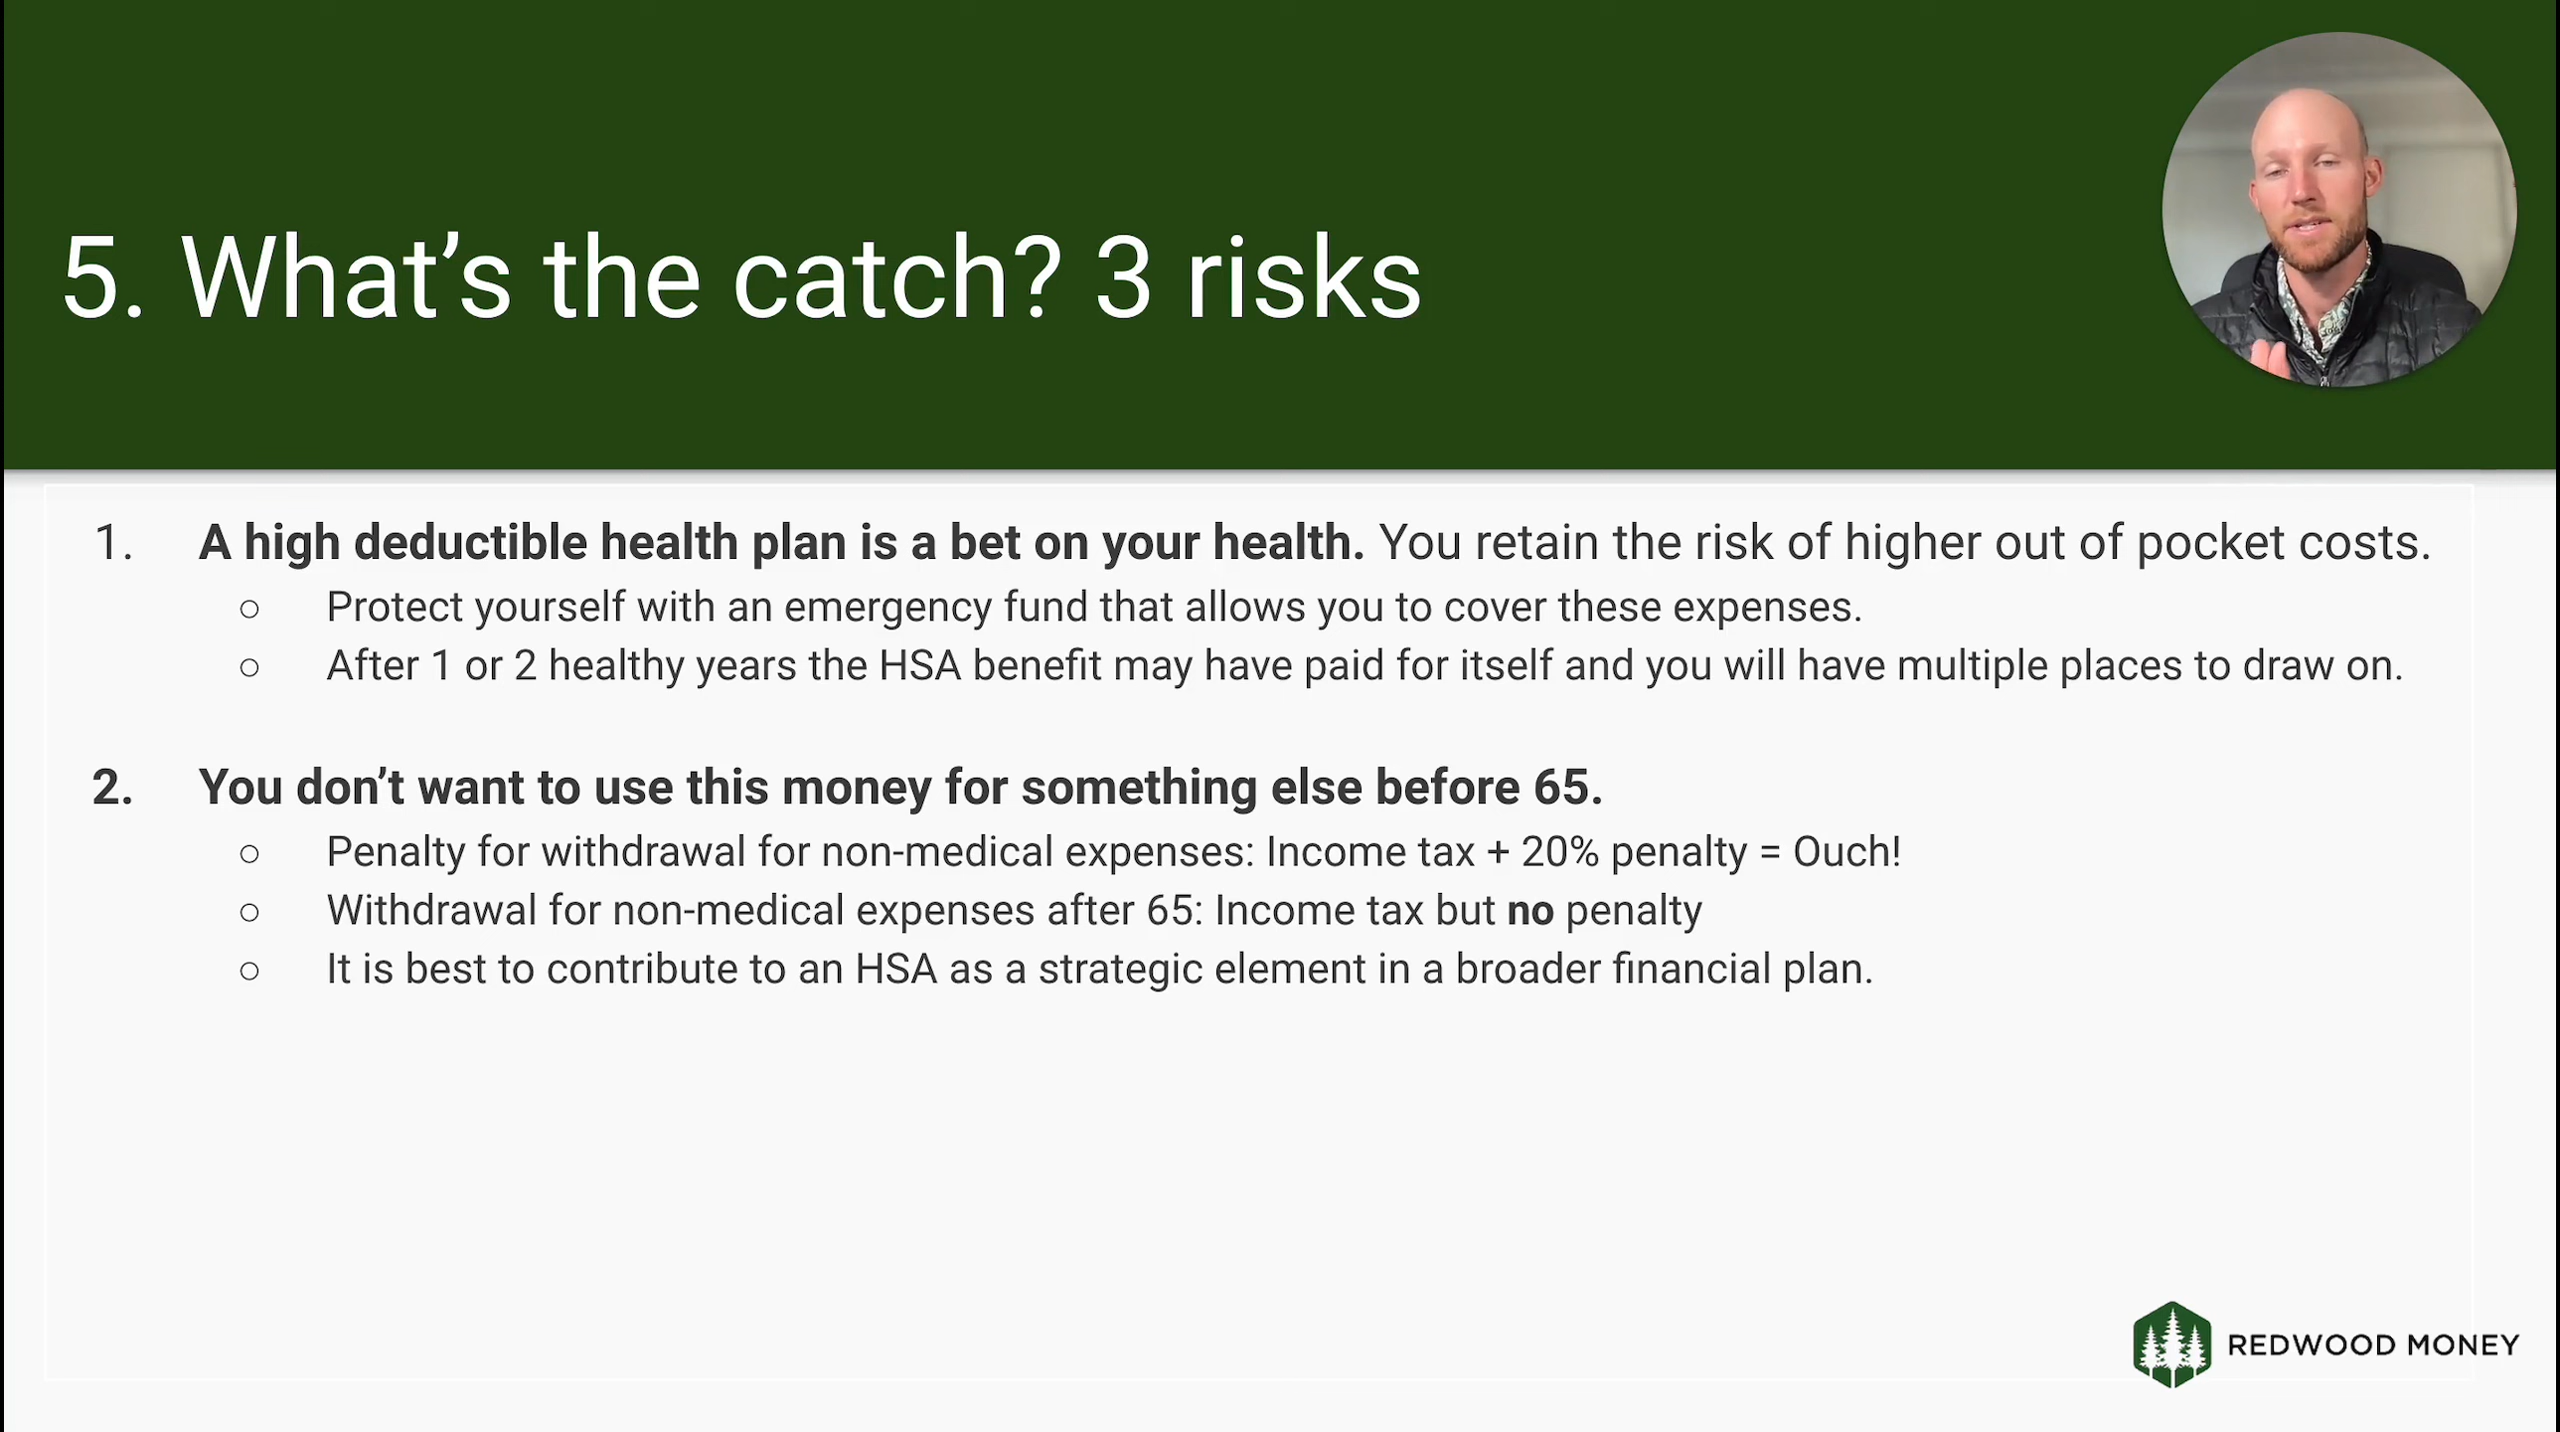 5. What’s the catch? 3 risks
1. A high deductible health plan is a bet on your health. You retain the risk of higher out of pocket costs.
○ Protect yourself with an emergency fund that allows you to cover these expenses.
○ After 1 or 2 healthy years the HSA benefit may have paid for itself and you will have multiple places to draw on.
2. You don’t want to use this money for something else before 65.
○ Penalty for withdrawal for non-medical expenses: Income tax + 20% penalty = Ouch!
○ Withdrawal for non-medical expenses after 65: Income tax but no penalty
○ It is best to contribute to an HSA as a strategic element in a broader financial plan.
REDWOOD MONEY